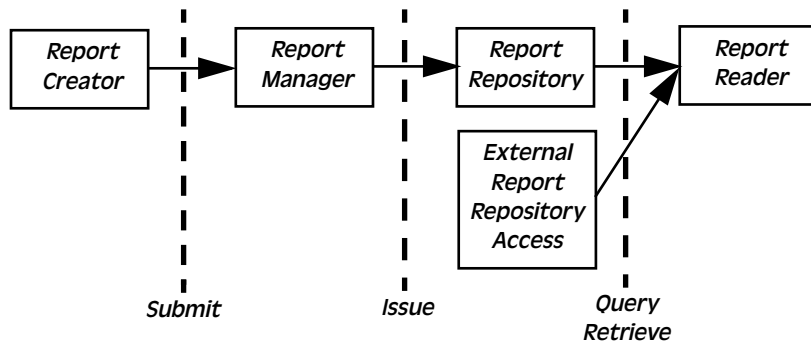 Report
Creator
Report
Manager
Report
Repository
Report
Reader
External
Report
Repository
Access
Submit
Issue
Query
Retrieve